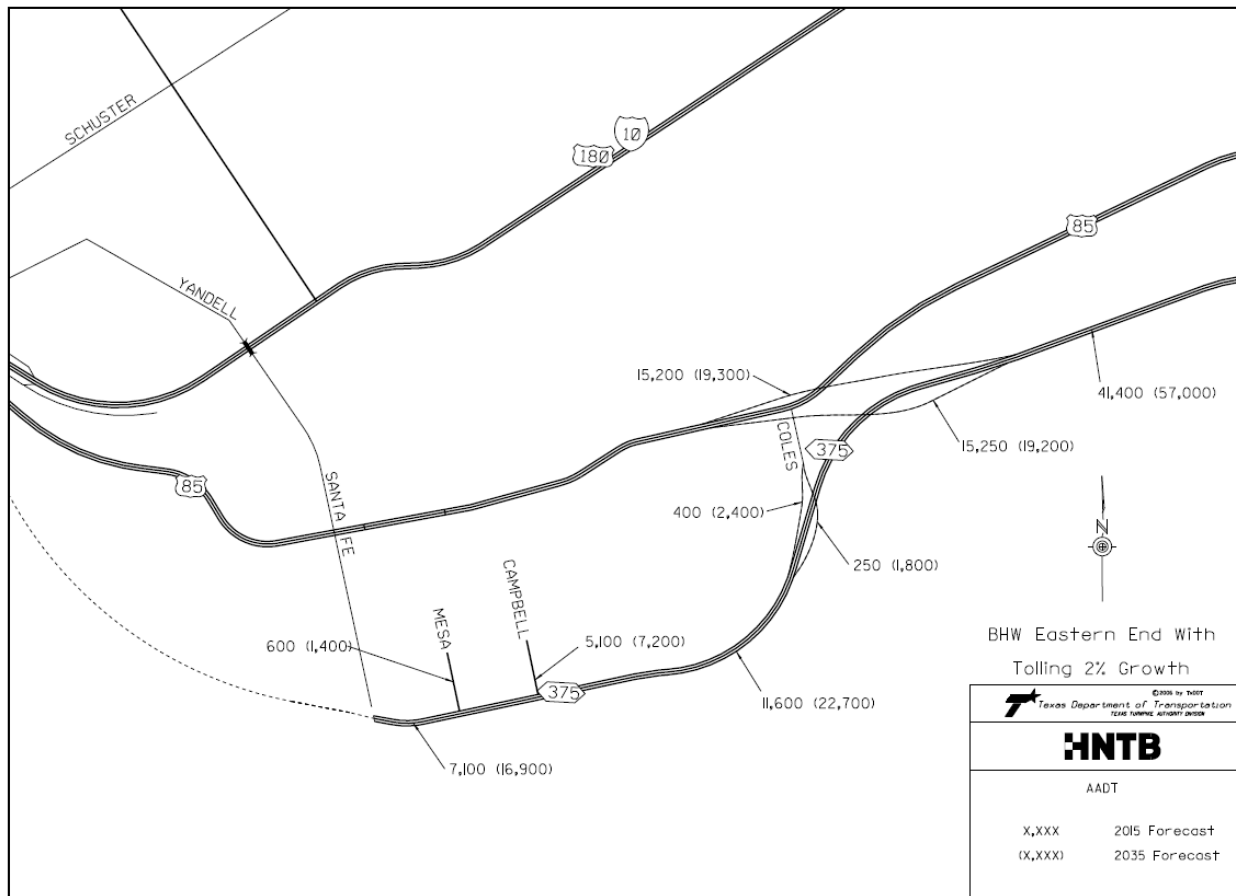 SCHUSTER
10
180
85
YANDELL
15,200 (19,300)
41,400 (57,000)
COLES
375
15,250 (19,200)
85
SANTA FE
400 (2,400)
N
250 (1,800)
CAMPBELL
MESA
BHW Eastern End With
Tolling 2% Growth
600 (1,400)
5,100 (7,200)
375
11,600 (22,700)
7,100 (16,900)
©2006 by TxDOT
Texas Department of Transportation
TEXAS TURNPIKE AUTHORITY DIVISION
HNTB
AADT
X,XXX 2015 Forecast
(X,XXX) 2035 Forecast